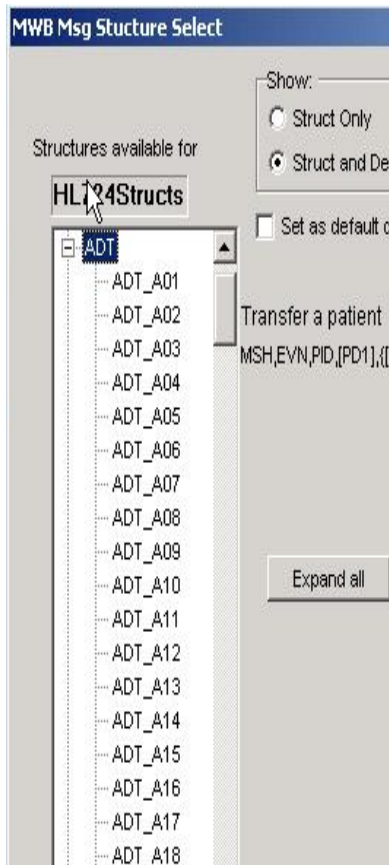 MWB Msg Stucture Select
Show:
Struct Only
Struct and De
Structures available for
Set as default
ADT
ADT_A01
ADT_A02
ADT_A03
ADT_A04
ADT_A05
ADT_A06
ADT_A07
ADT_A08
ADT_A09
ADT_A10
ADT_A11
ADT_A12
ADT_A13
ADT_A14
ADT_A15
ADT_A16
ADT_A17
ADT_A18
Transfer a patient
MSH,EVN,PID,[PD1],{[
Expand all